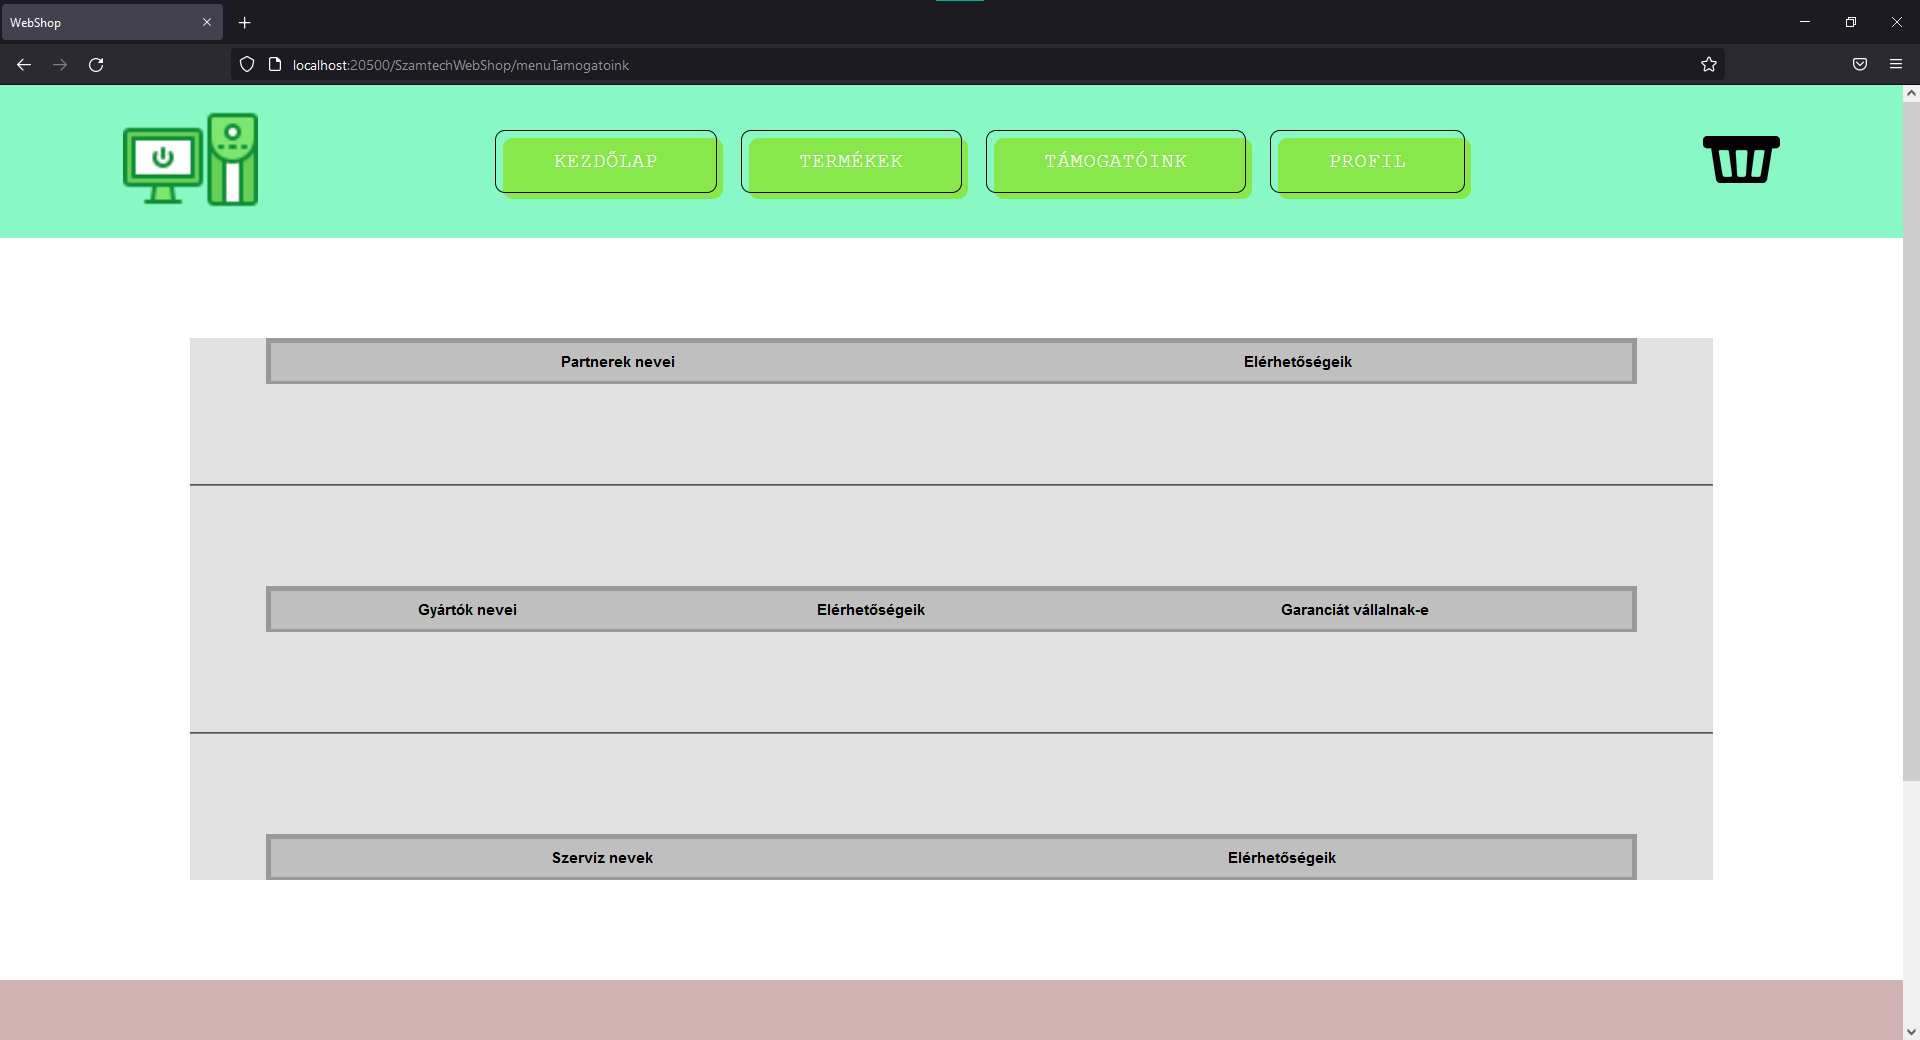 WebShop
localhost:20500/SzamtechWebShop/menuTamogatoink
KEZDŐLAP TERMÉKEK TÁMOGATÓINK PROFIL
Partnerek nevei Elérhetőségeik
Gyártók nevei Elérhetőségeik Garanciát vállalnak-e
Szervíz nevek Elérhetőségeik